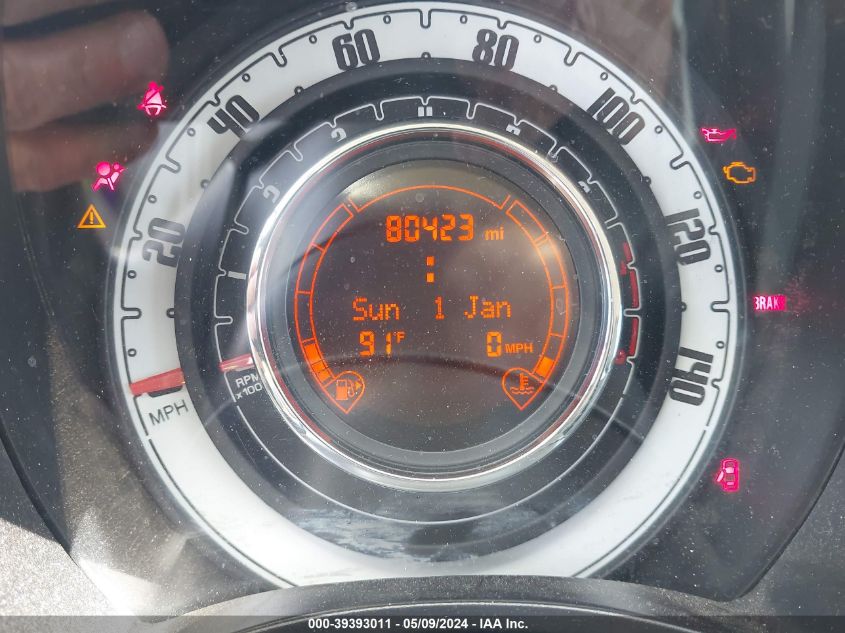 60 80
40 100
20 120
80423 mi
:
Sun 1 Jan
91°F 0 MPH
BRAKE
140
MPH
RPM
x100
000-39393011 / 05/09/2024 - IAA Inc.